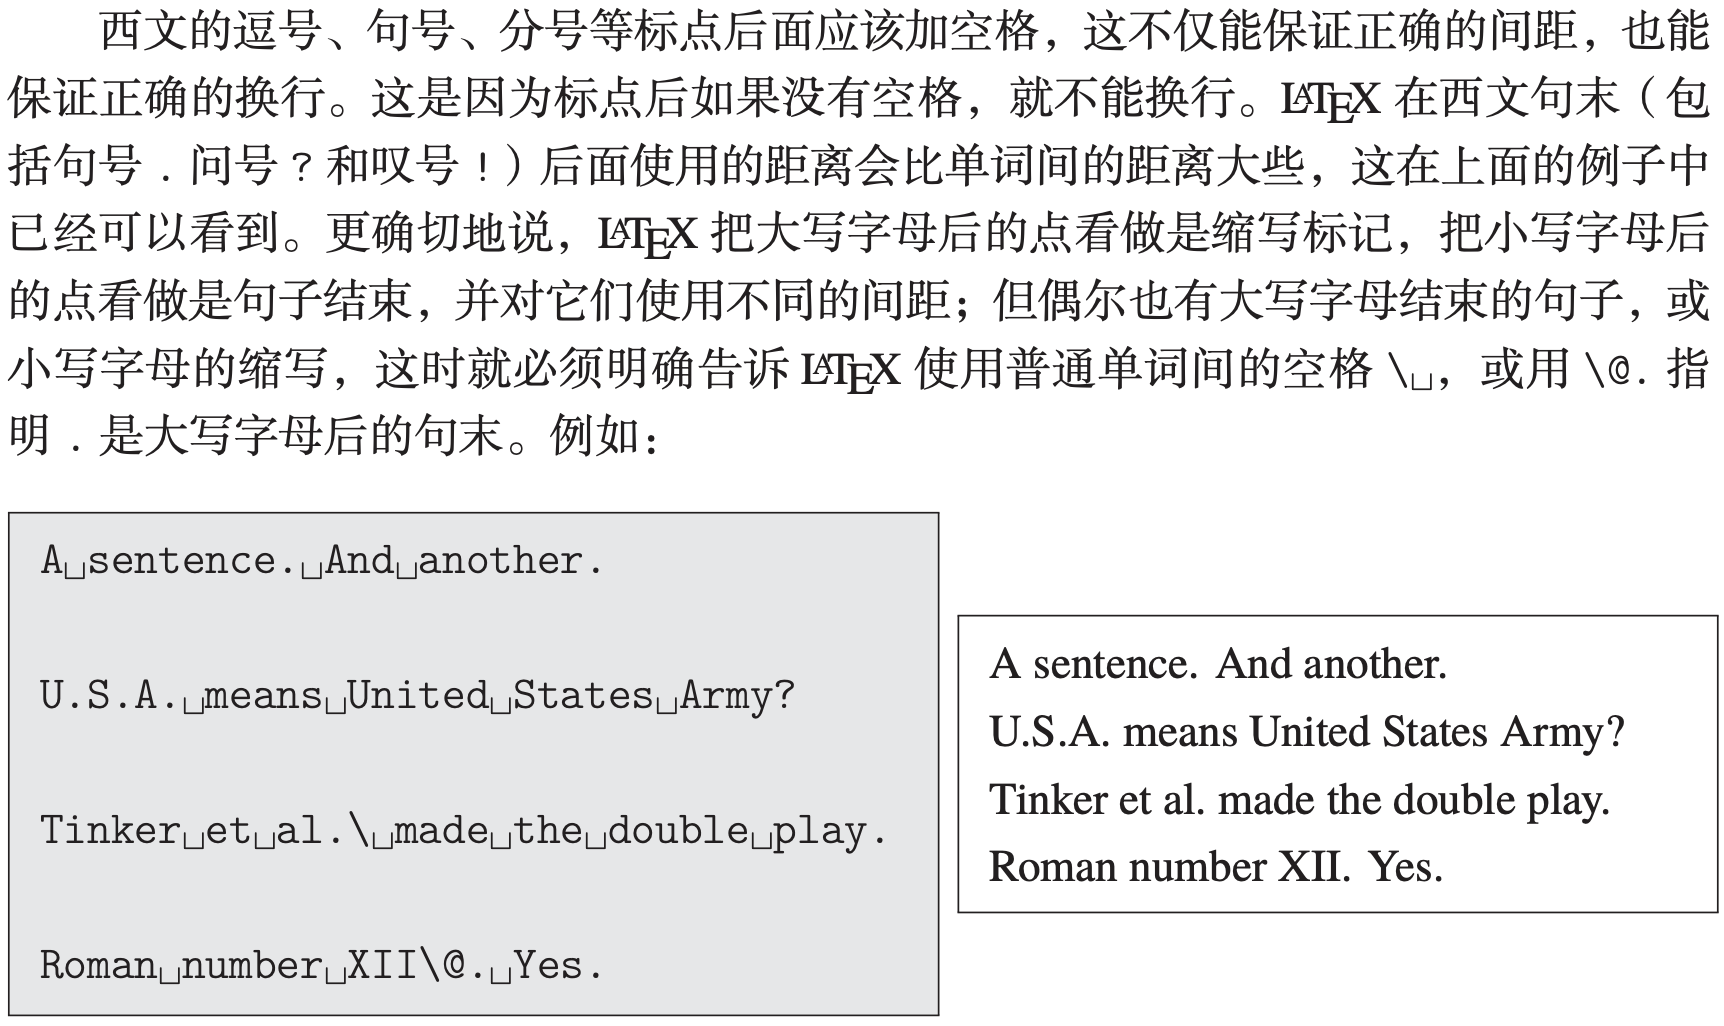 西文的逗号、句号、分号等标点后面应该加空格，这不仅能保证正确的间距，也能
保证正确的换行。这是因为标点后如果没有空格，就不能换行。LATEX 在西文句末（包
括句号 . 问号 ? 和叹号 !）后面使用的距离会比单词间的距离大些，这在上面的例子中
已经可以看到。更确切地说，LATEX 把大写字母后的点看做是缩写标记，把小写字母后
的点看做是句子结束，并对它们使用不同的间距；但偶尔也有大写字母结束的句子，或
小写字母的缩写，这时就必须明确告诉 LATEX 使用普通单词间的空格 \␣，或用 \@. 指
明 . 是大写字母后的句末。例如：
A␣sentence.␣And␣another.
U.S.A.␣means␣United␣States␣Army?
Tinker␣et␣al.\␣made␣the␣double␣play.
Roman␣number␣XII\@.␣Yes.
A sentence. And another.
U.S.A. means United States Army?
Tinker et al. made the double play.
Roman number XII. Yes.